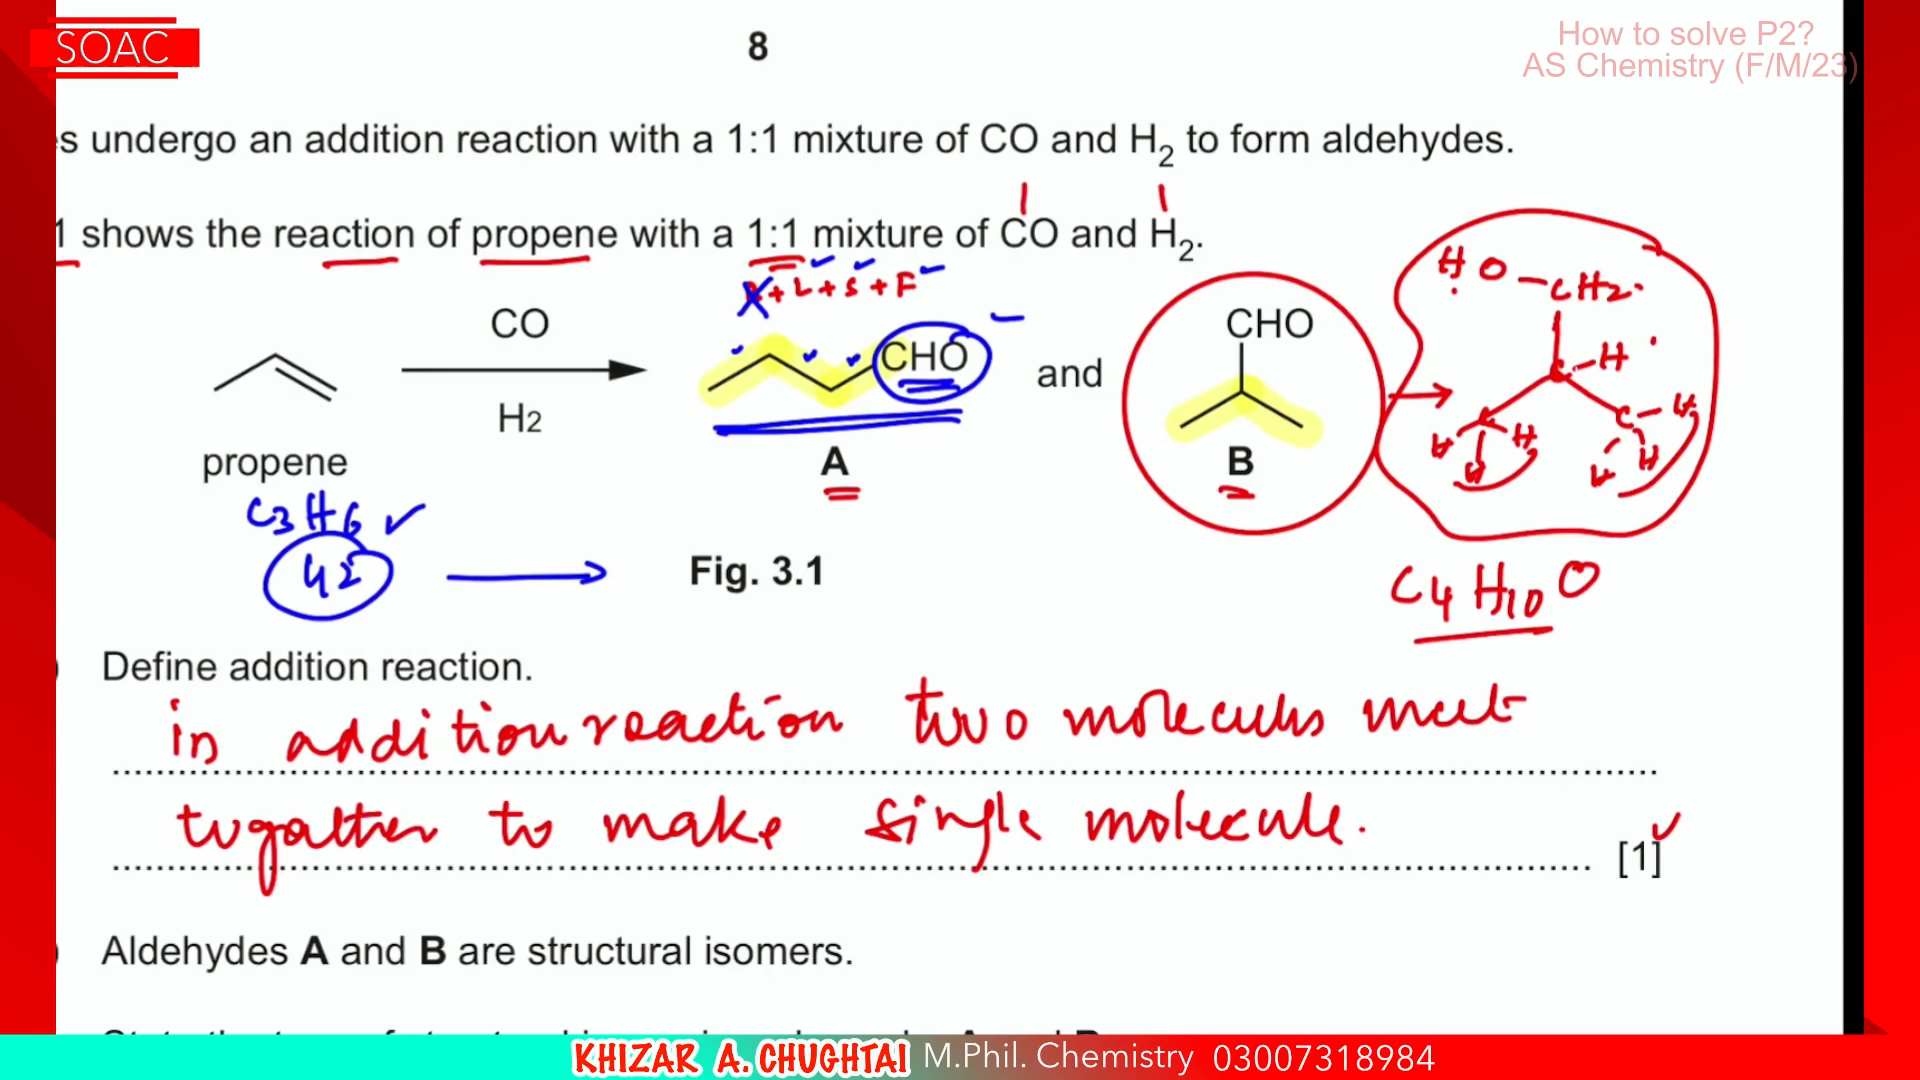 SOAC
8
How to solve P2?
AS Chemistry (F/M/23)
s undergo an addition reaction with a 1:1 mixture of CO and H2 to form aldehydes.
1 shows the reaction of propene with a 1:1 mixture of CO and H2.
+ L + S + F
CO
H2
propene
C3H6 ✓
42
CHO
A
and
CHO
B
HO-CH2
C-H
C
H
H
H
C-H
H
H
C4H10O
Fig. 3.1
Define addition reaction.
in addition reaction two molecules meet
togather to make single molecule.
[1]
Aldehydes A and B are structural isomers.
KHIZAR A. CHUGHTAI M.Phil. Chemistry 03007318984